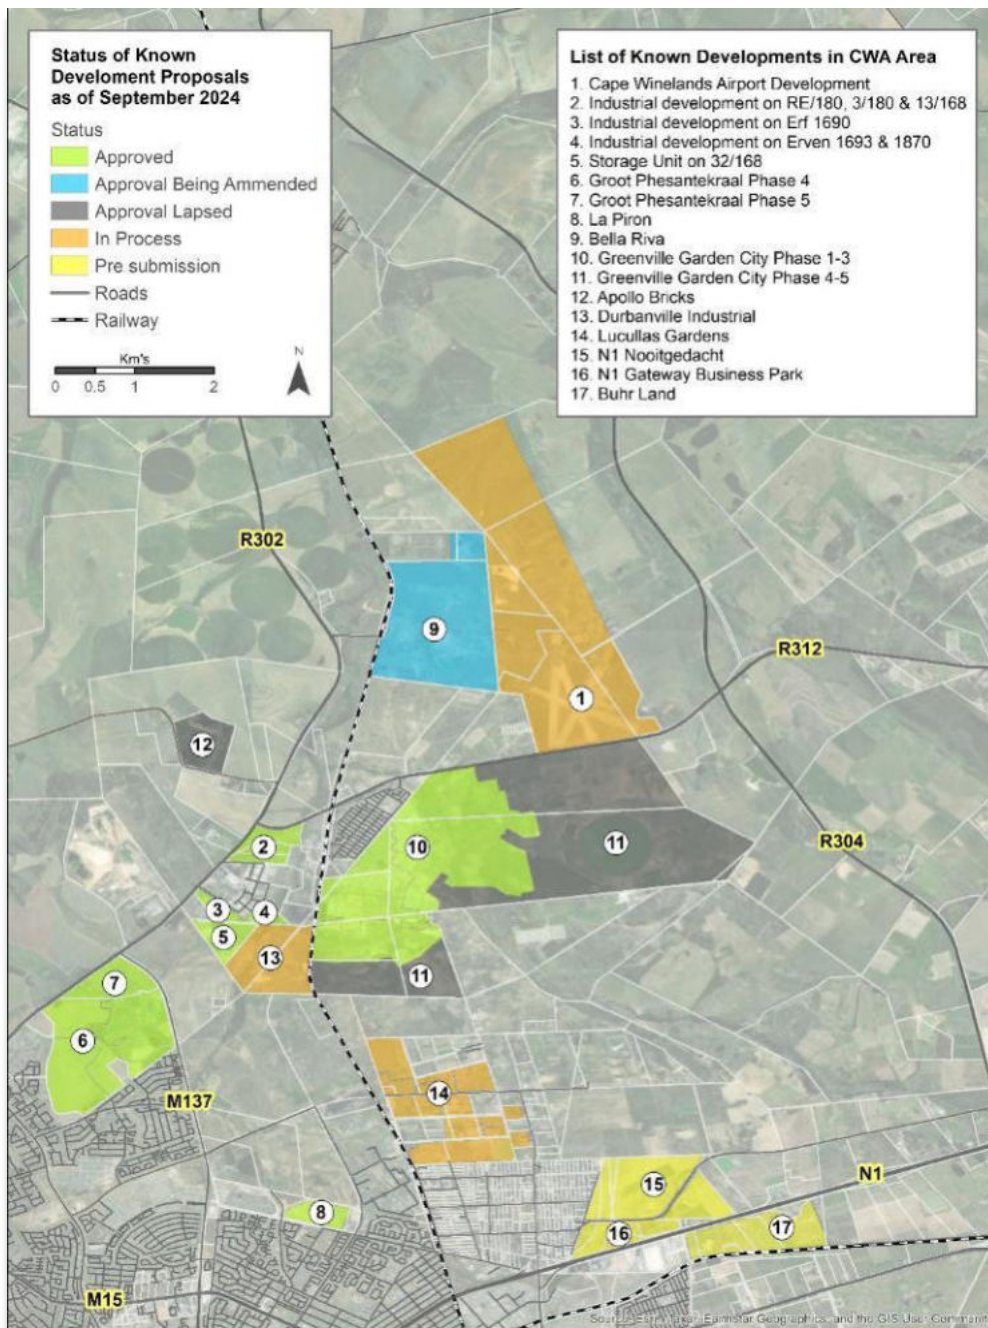 Status of Known
Develoment Proposals
as of September 2024
Status
Approved
Approval Being Ammended
Approval Lapsed
In Process
Pre submission
Roads
Railway
Km's
0 0.5 1 2
N
List of Known Developments in CWA Area
1. Cape Winelands Airport Development
2. Industrial development on RE/180, 3/180 & 13/168
3. Industrial development on Erf 1690
4. Industrial development on Erven 1693 & 1870
5. Storage Unit on 32/168
6. Groot Phesantekraal Phase 4
7. Groot Phesantekraal Phase 5
8. La Piron
9. Bella Riva
10. Greenville Garden City Phase 1-3
11. Greenville Garden City Phase 4-5
12. Apollo Bricks
13. Durbanville Industrial
14. Lucullas Gardens
15. N1 Nooitgedacht
16. N1 Gateway Business Park
17. Buhr Land
R302
9
R312
1
12
2
10
11
R304
3
4
5
13
7
11
6
14
M137
15
N1
8
16
17
M15
Earthstar Geographics, and the GIS User Communit